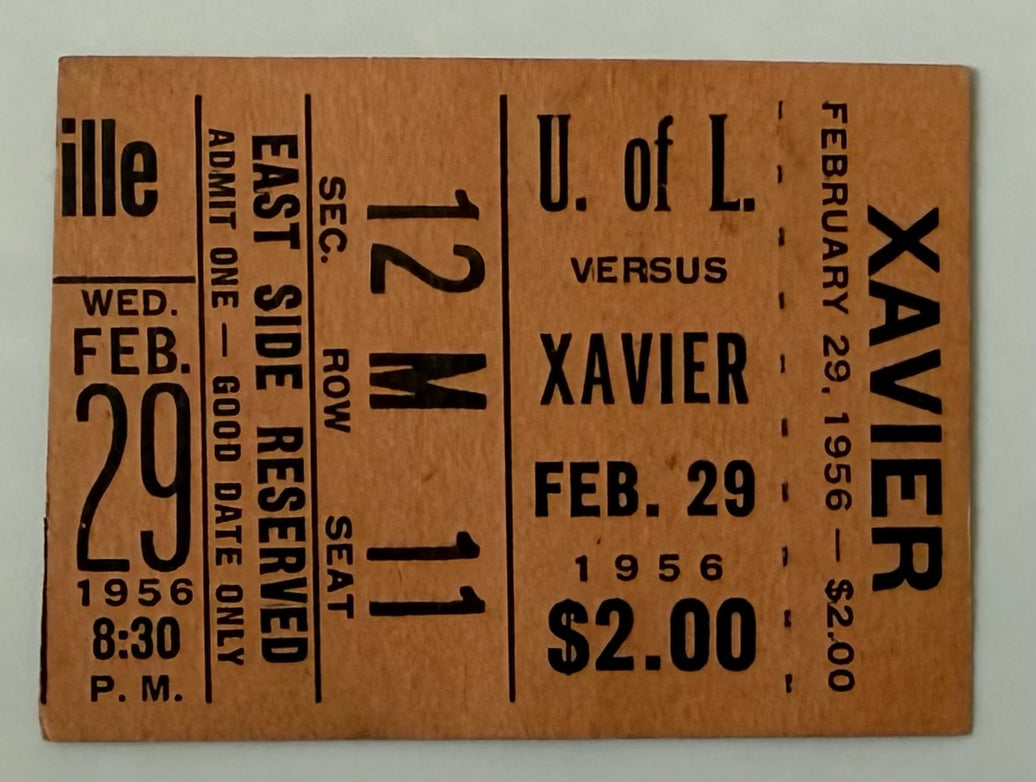 ille
WED.
FEB.
29
1956
8:30
P. M.
EAST SIDE RESERVED
ADMIT ONE — GOOD DATE ONLY
12 M 11
SEC. ROW SEAT
U. of L.
VERSUS
XAVIER
FEB. 29
1956
$2.00
XAVIER
FEBRUARY 29, 1956 — $2.00